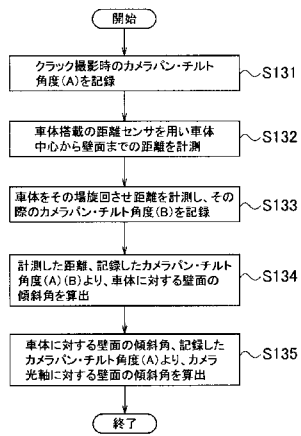 開始
クラック撮影時のカメラパン・チルト
角度(A)を記録
S131
車体搭載の距離センサを用い車体
中心から壁面までの距離を計測
S132
車体をその場旋回させ距離を計測し、その
際のカメラパン・チルト角度(B)を記録
S133
計測した距離、記録したカメラパン・チルト
角度(A)(B)より、車体に対する壁面の
傾斜角を算出
S134
車体に対する壁面の傾斜角、記録した
カメラパン・チルト角度(A)より、カメラ
光軸に対する壁面の傾斜角を算出
S135
終了